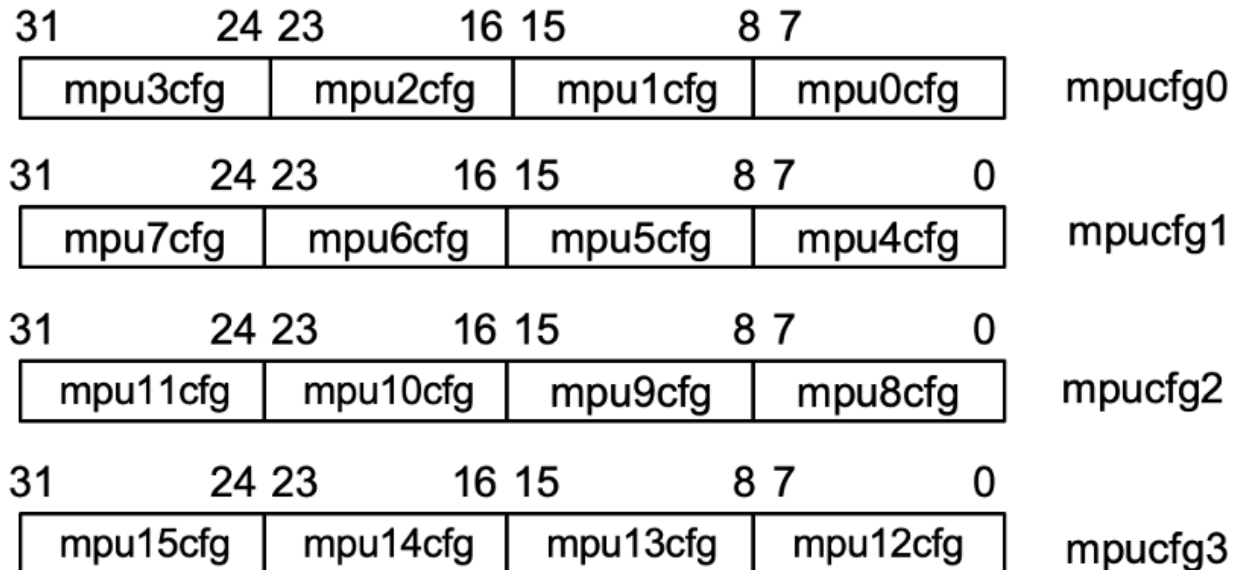 31 24 23 16 15 8 7
mpu3cfg mpu2cfg mpu1cfg mpu0cfg mpucfg0
31 24 23 16 15 8 7 0
mpu7cfg mpu6cfg mpu5cfg mpu4cfg mpucfg1
31 24 23 16 15 8 7 0
mpu11cfg mpu10cfg mpu9cfg mpu8cfg mpucfg2
31 24 23 16 15 8 7 0
mpu15cfg mpu14cfg mpu13cfg mpu12cfg mpucfg3